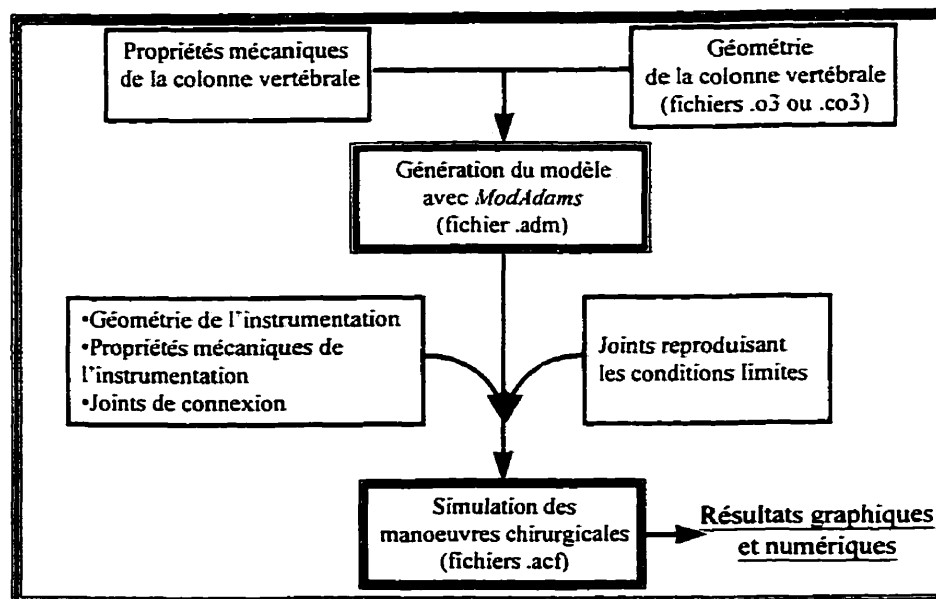 Propriétés mécaniques
de la colonne vertébrale
Géométrie
de la colonne vertébrale
(fichiers .o3 ou .co3)
Génération du modèle
avec ModAdams
(fichier .adm)
•Géométrie de l'instrumentation
•Propriétés mécaniques de
l'instrumentation
•Joints de connexion
Joints reproduisant
les conditions limites
Simulation des
manoeuvres chirurgicales
(fichiers .acf)
Résultats graphiques
et numériques